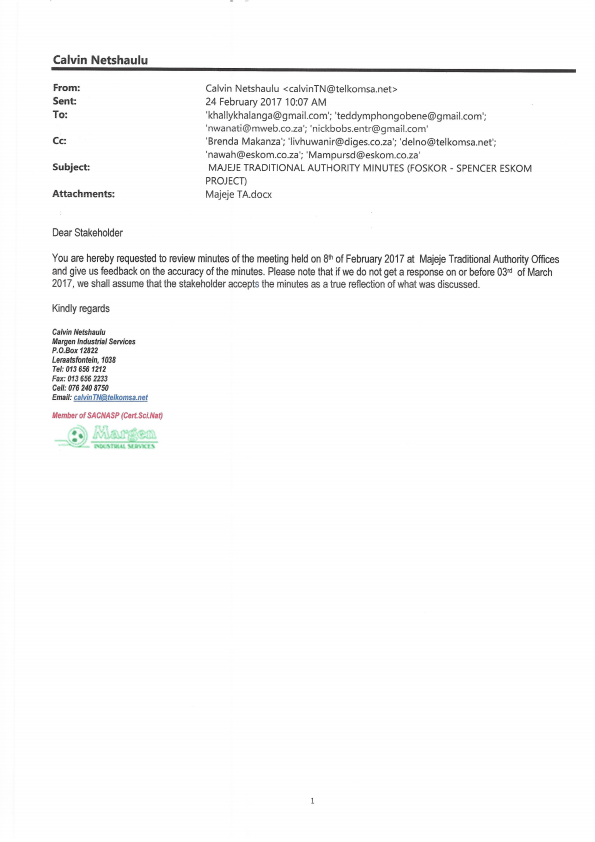 Calvin Netshaulu
From: Calvin Netshaulu <calvinTN@telkomsa.net>
Sent: 24 February 2017 10:07 AM
To: 'khallykhalanga@gmail.com'; 'teddymphongobene@gmail.com';
'nwanati@mweb.co.za'; 'nickbobs.entr@gmail.com'
Cc: 'Brenda Makanza'; 'livhuwanir@diges.co.za'; 'delno@telkomsa.net';
'nawah@eskom.co.za'; 'Mampursd@eskom.co.za'
Subject: MAJEJE TRADITIONAL AUTHORITY MINUTES (FOSKOR - SPENCER ESKOM
PROJECT)
Attachments: Majeje TA.docx
Dear Stakeholder
You are hereby requested to review minutes of the meeting held on 8th of February 2017 at Majeje Traditional Authority Offices
and give us feedback on the accuracy of the minutes. Please note that if we do not get a response on or before 03rd of March
2017, we shall assume that the stakeholder accepts the minutes as a true reflection of what was discussed.
Kindly regards
Calvin Netshaulu
Margen Industrial Services
P.O.Box 12822
Leraatsfontein, 1038
Tel: 013 656 1212
Fax: 013 656 2233
Cell: 076 240 8750
Email: calvinTN@telkomsa.net
Member of SACNASP (Cert.Sci.Nat)
Margen
INDUSTRIAL SERVICES
1